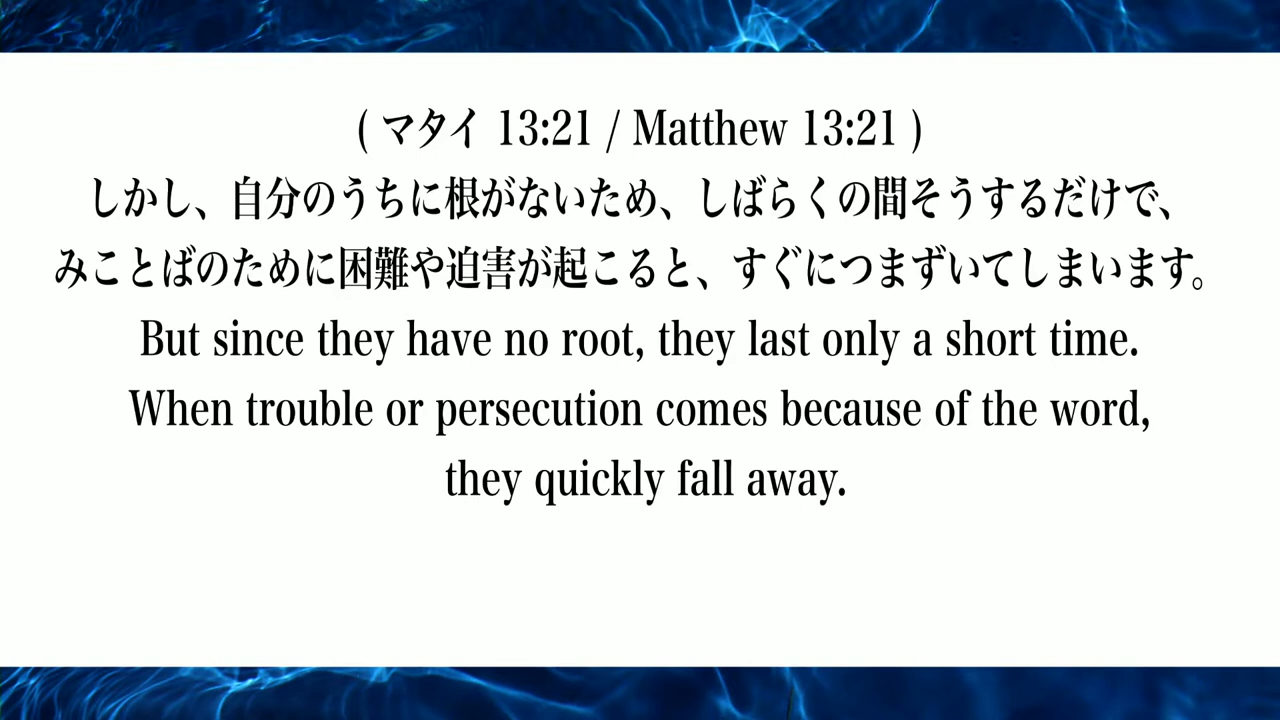 ( マタイ 13:21 / Matthew 13:21 )
しかし、自分のうちに根がないため、しばらくの間そうするだけで、
みことばのために困難や迫害が起こると、すぐにつまずいてしまいます。
But since they have no root, they last only a short time.
When trouble or persecution comes because of the word,
they quickly fall away.